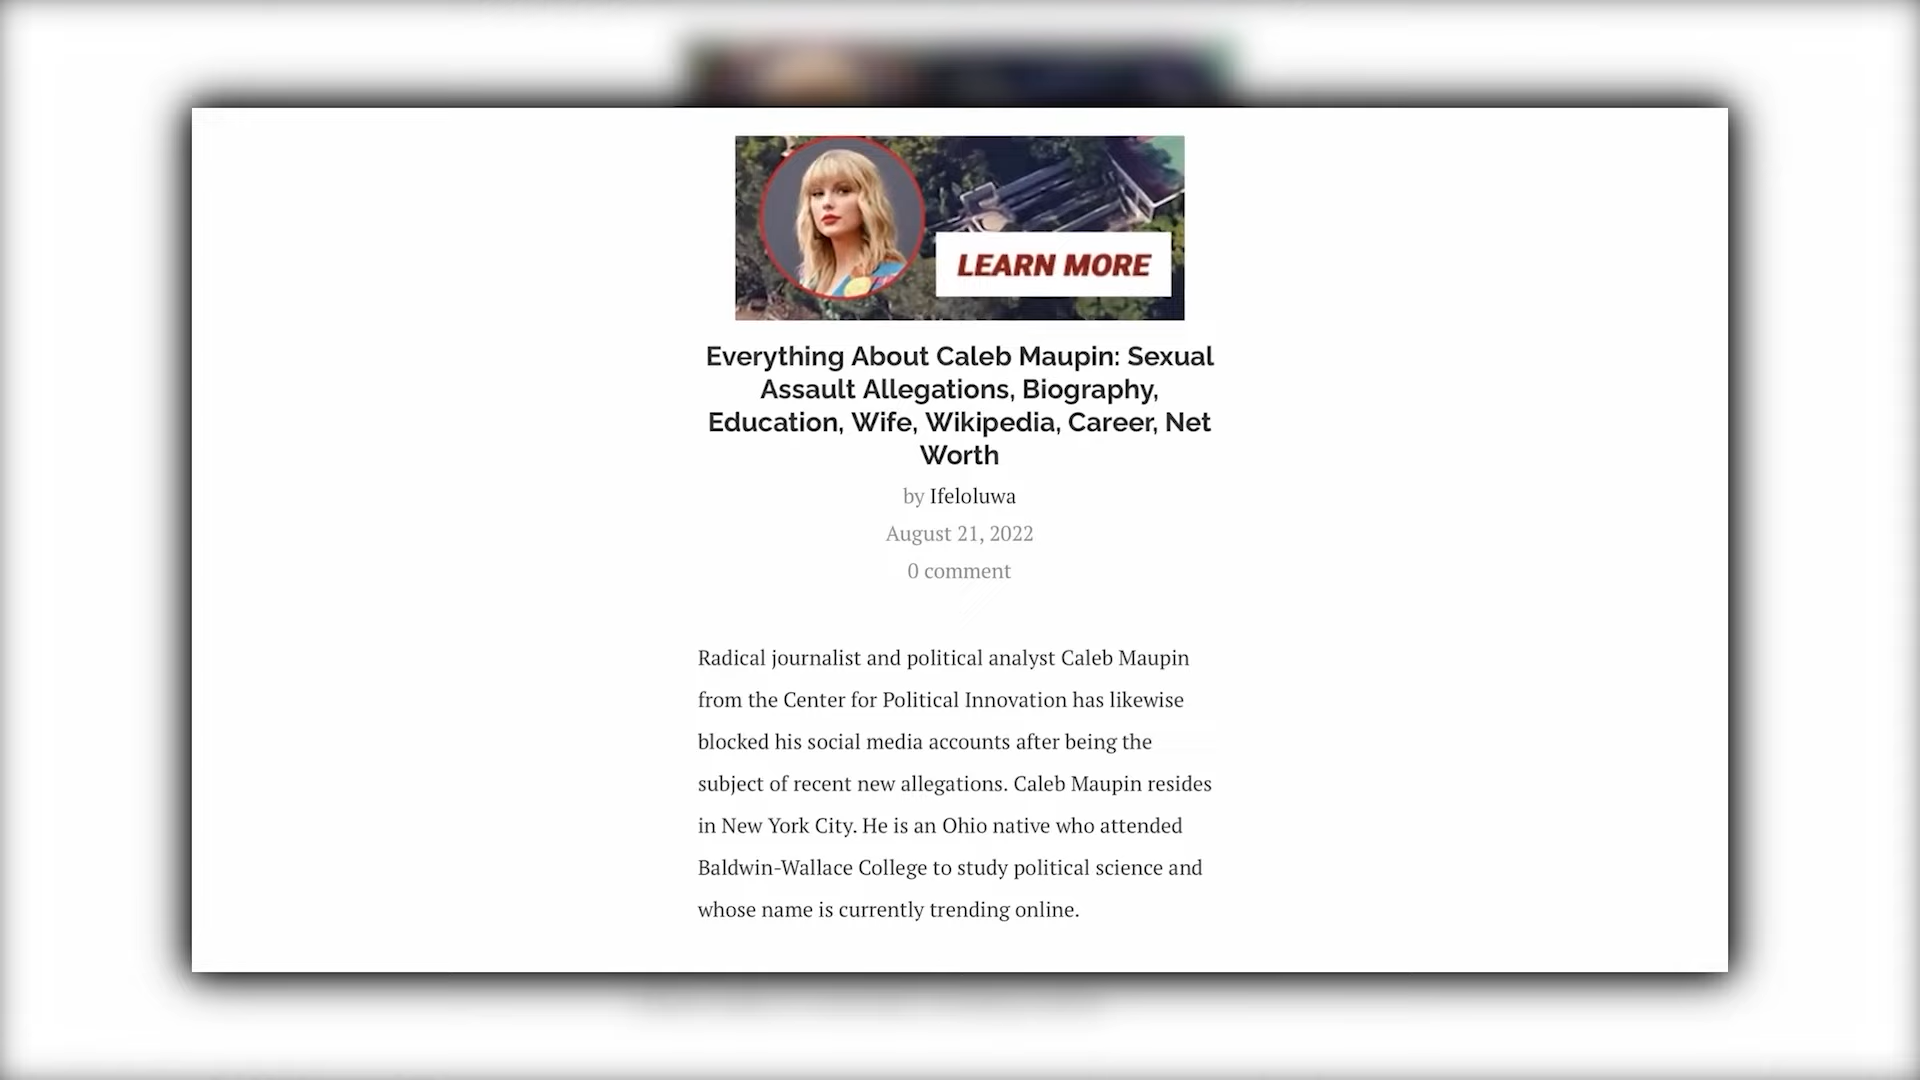 LEARN MORE
Everything About Caleb Maupin: Sexual
Assault Allegations, Biography,
Education, Wife, Wikipedia, Career, Net
Worth
by Ifeloluwa
August 21, 2022
0 comment
Radical journalist and political analyst Caleb Maupin
from the Center for Political Innovation has likewise
blocked his social media accounts after being the
subject of recent new allegations. Caleb Maupin resides
in New York City. He is an Ohio native who attended
Baldwin-Wallace College to study political science and
whose name is currently trending online.